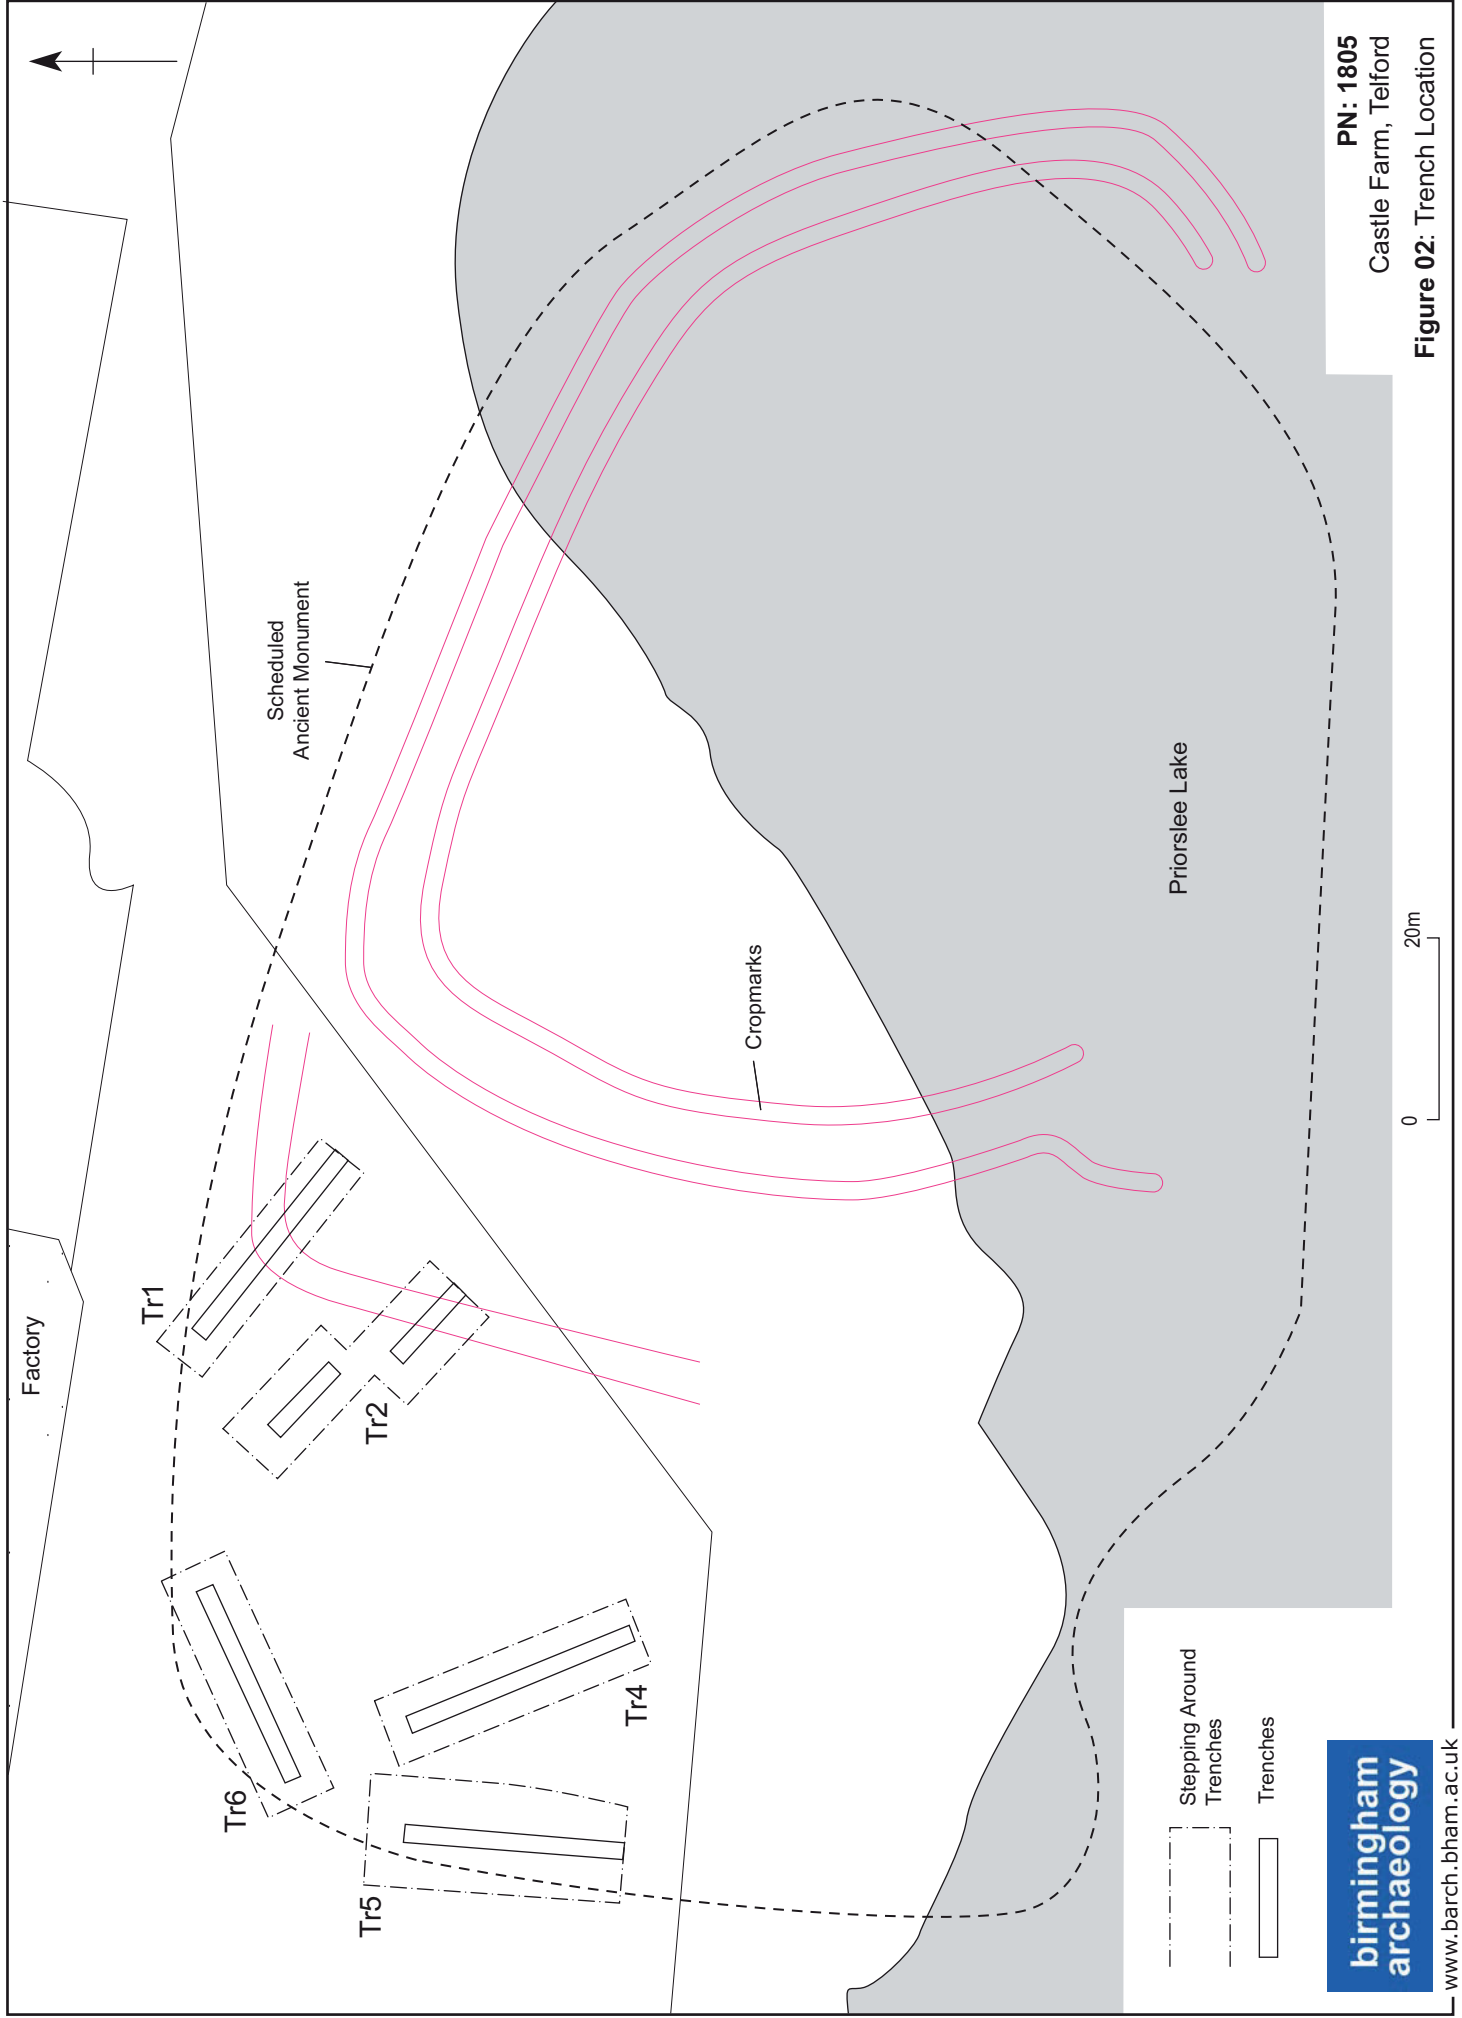 Factory
Tr1
Tr2
Tr6
Tr5
Tr4
Scheduled
Ancient Monument
Cropmarks
Priorslee Lake
Stepping Around
Trenches
Trenches
0
20m
birmingham
archaeology
www.barch.bham.ac.uk
PN: 1805
Castle Farm, Telford
Figure 02: Trench Location